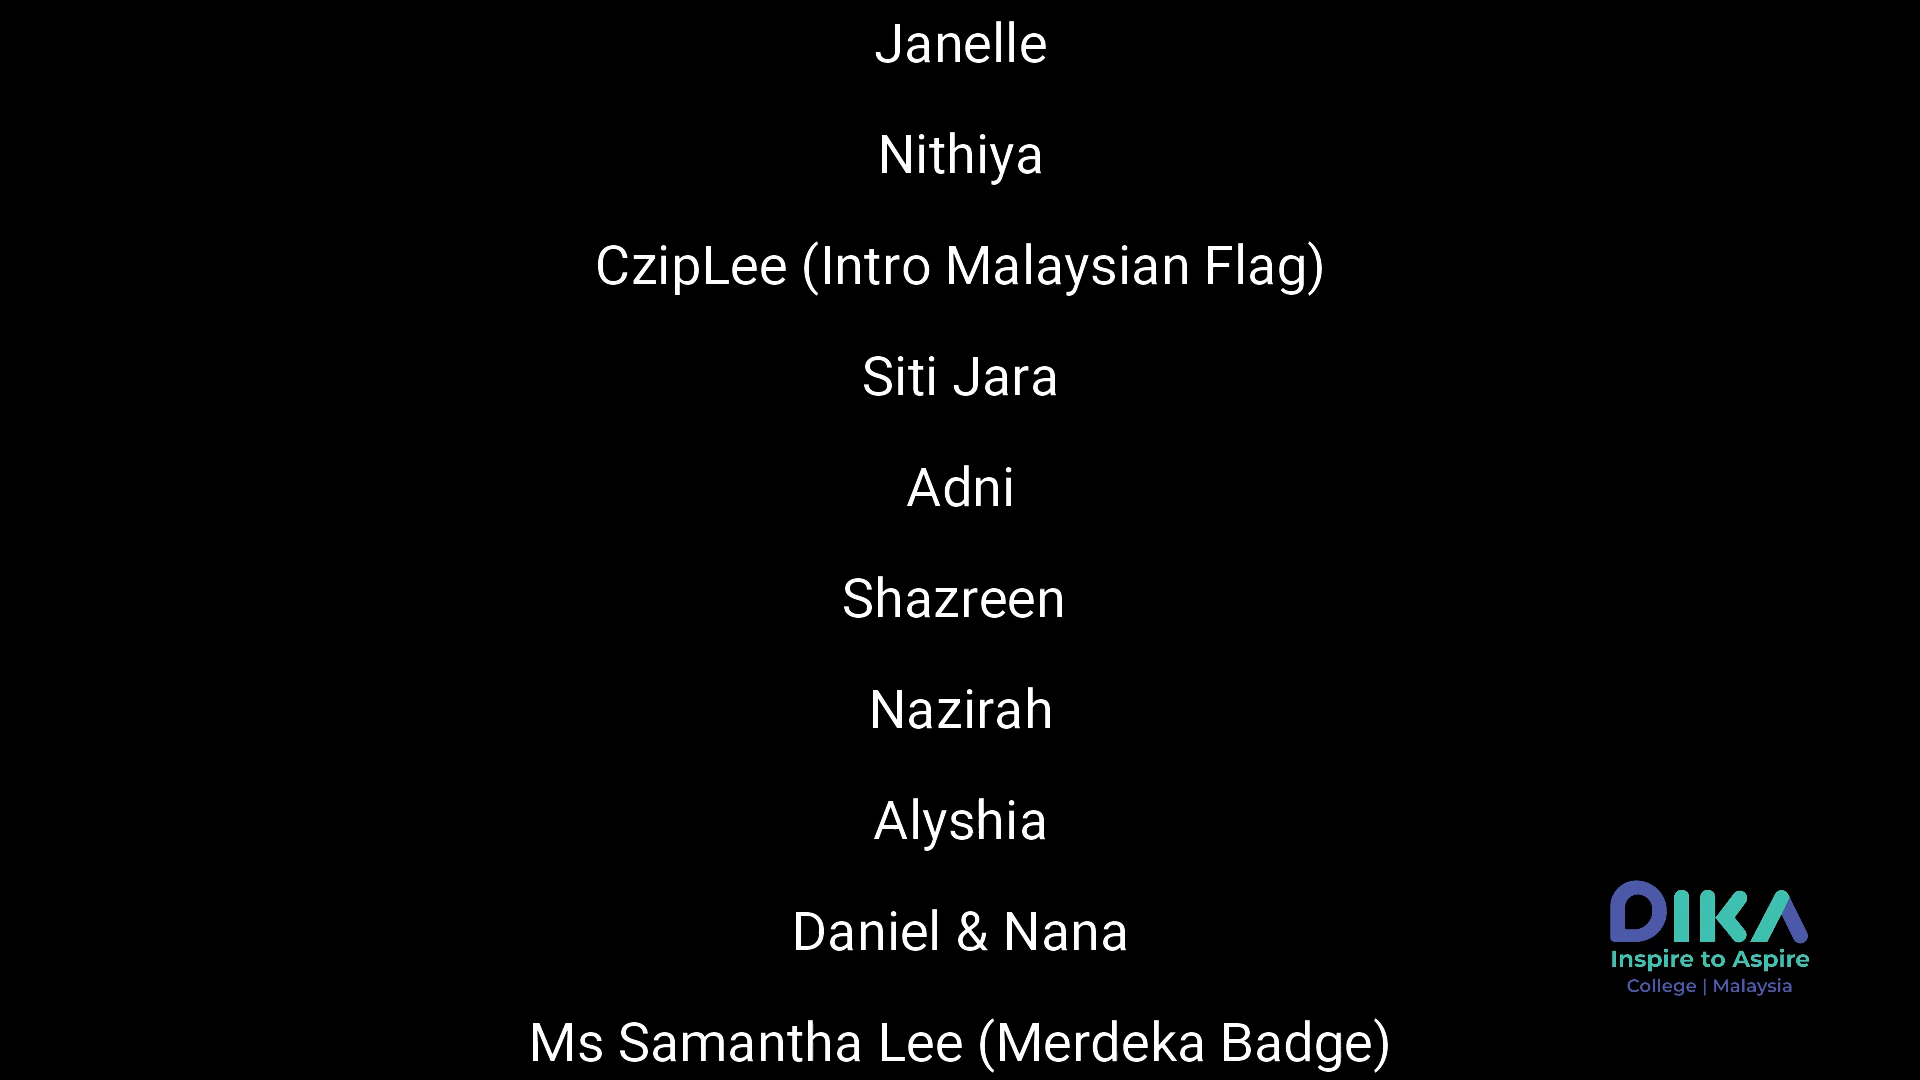 Janelle
Nithiya
CzipLee (Intro Malaysian Flag)
Siti Jara
Adni
Shazreen
Nazirah
Alyshia
Daniel & Nana
Ms Samantha Lee (Merdeka Badge)
DIKA
Inspire to Aspire
College | Malaysia